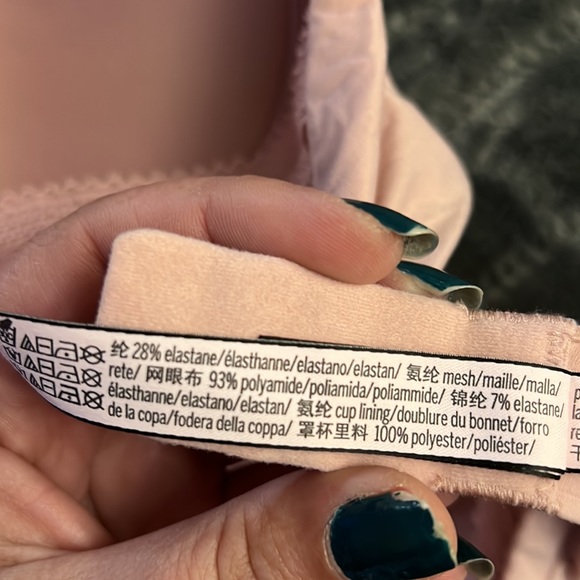 纶 28% elastane/élasthanne/elastano/elastan/ 氨纶 mesh/maille/malla/
rete/ 网眼布 93% polyamide/poliamida/poliammide/ 锦纶 7% elastane/
élasthanne/elastano/elastan/ 氨纶 cup lining/doublure du bonnet/forro
de la copa/fodera della coppa/ 罩杯里料 100% polyester/poliéster/